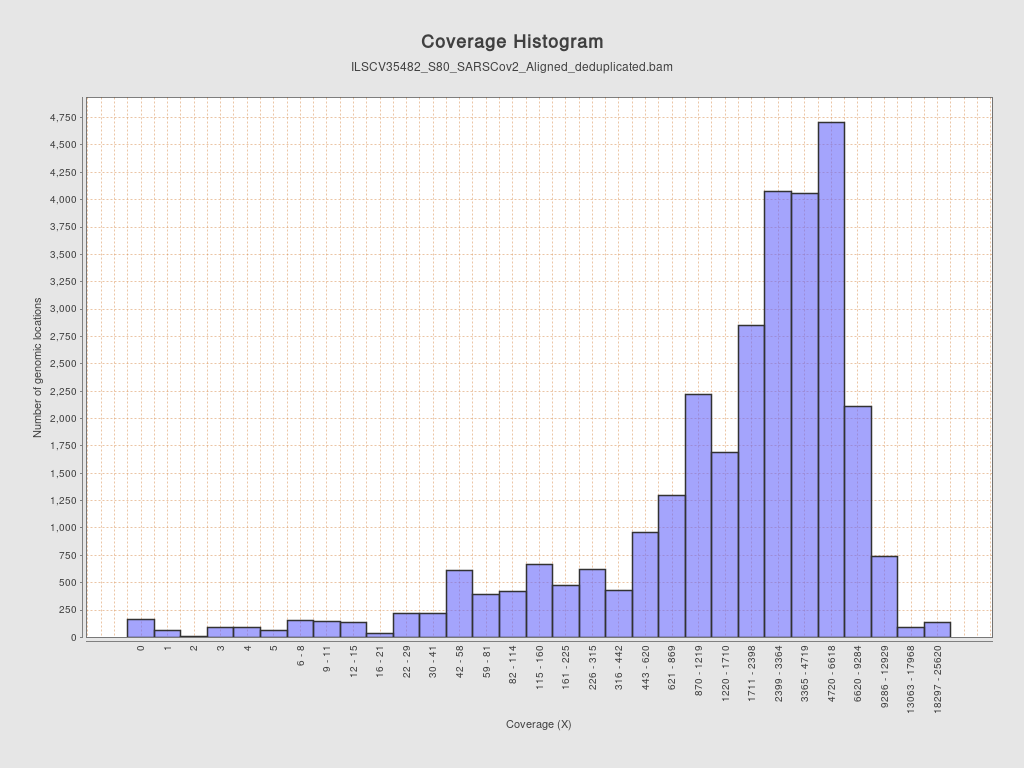 Coverage Histogram
ILSCV35482_S80_SARSCov2_Aligned_deduplicated.bam
Number of genomic locations
4,750
4,500
4,250
4,000
3,750
3,500
3,250
3,000
2,750
2,500
2,250
2,000
1,750
1,500
1,250
1,000
750
500
250
0
0
1
2
3
4
5
6 - 8
9 - 11
12 - 15
16 - 21
22 - 29
30 - 41
42 - 58
59 - 81
82 - 114
115 - 160
161 - 225
226 - 315
316 - 442
443 - 620
621 - 869
870 - 1219
1220 - 1710
1711 - 2398
2399 - 3364
3365 - 4719
4720 - 6618
6620 - 9284
9286 - 12929
13063 - 17968
18297 - 25620
Coverage (X)